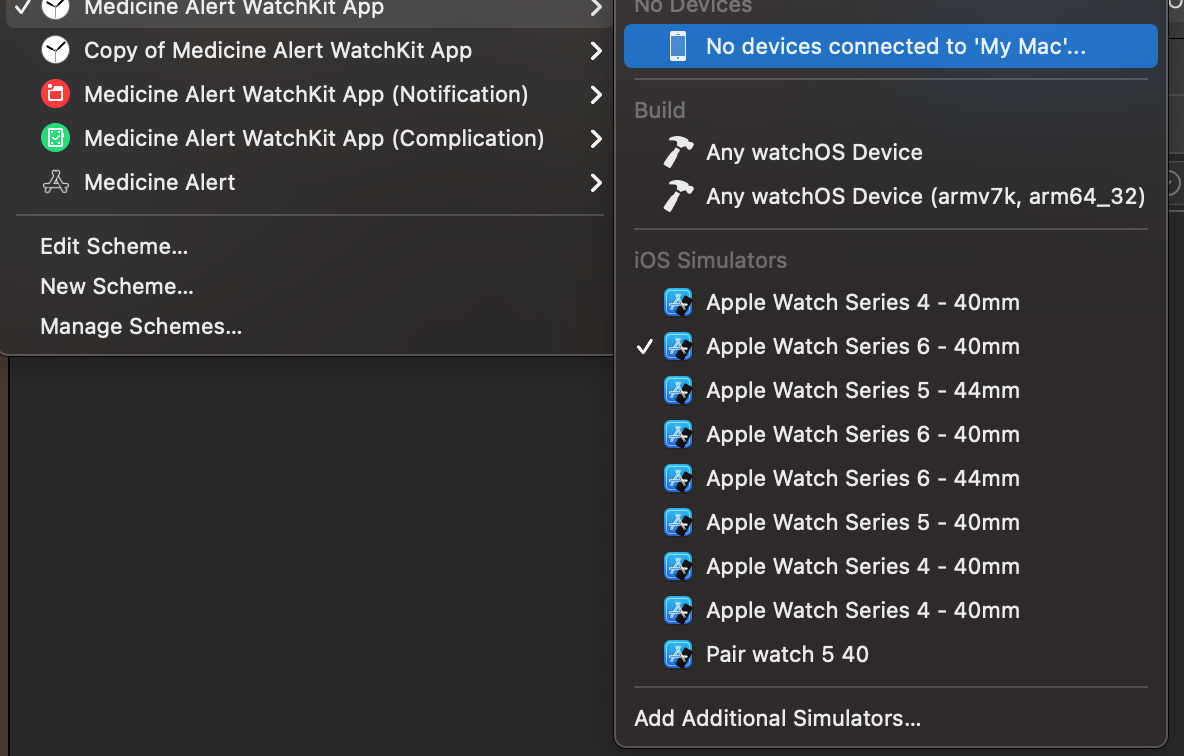 Medicine Alert WatchKit App
Copy of Medicine Alert WatchKit App
Medicine Alert WatchKit App (Notification)
Medicine Alert WatchKit App (Complication)
Medicine Alert
Edit Scheme...
New Scheme...
Manage Schemes...
No Devices
No devices connected to 'My Mac'...
Build
Any watchOS Device
Any watchOS Device (armv7k, arm64_32)
iOS Simulators
Apple Watch Series 4 - 40mm
Apple Watch Series 6 - 40mm
Apple Watch Series 5 - 44mm
Apple Watch Series 6 - 40mm
Apple Watch Series 6 - 44mm
Apple Watch Series 5 - 40mm
Apple Watch Series 4 - 40mm
Apple Watch Series 4 - 40mm
Pair watch 5 40
Add Additional Simulators...